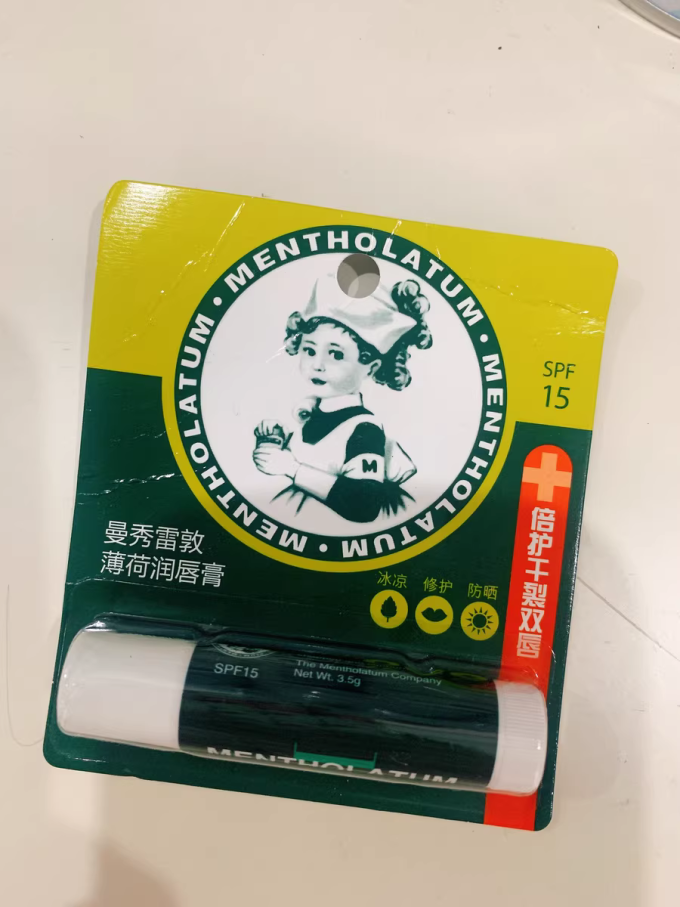 MENTHOLATUM • MENTHOLATUM • MENTHOLATUM •
M
SPF
15
倍护干裂双唇
曼秀雷敦
薄荷润唇膏
冰凉 修护 防晒
SPF15
The Mentholatum Company
Net Wt. 3.5g
MENTHOLATUM